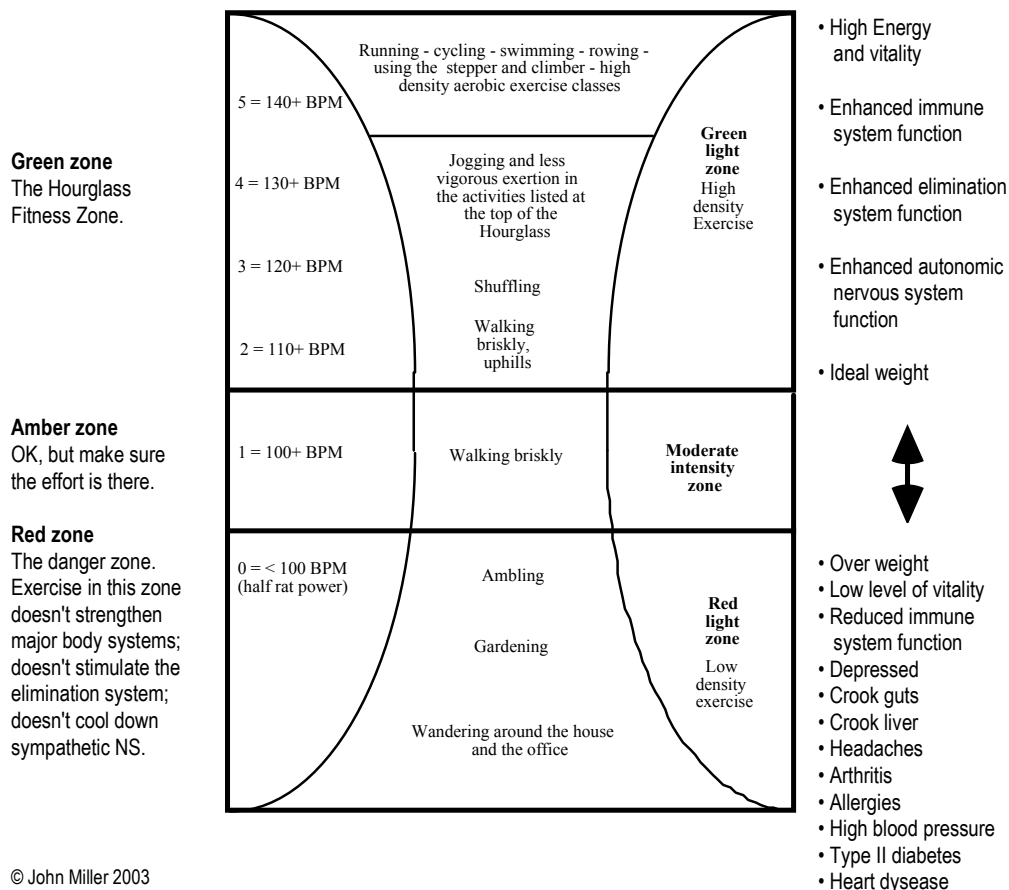 Green zone
The Hourglass
Fitness Zone.
Amber zone
OK, but make sure
the effort is there.
Red zone
The danger zone.
Exercise in this zone
doesn't strengthen
major body systems;
doesn't stimulate the
elimination system;
doesn't cool down
sympathetic NS.
© John Miller 2003
5 = 140+ BPM
4 = 130+ BPM
3 = 120+ BPM
2 = 110+ BPM
1 = 100+ BPM
0 = < 100 BPM
(half rat power)
Running - cycling - swimming - rowing -
using the stepper and climber - high
density aerobic exercise classes
Jogging and less
vigorous exertion in
the activities listed at
the top of the
Hourglass
Shuffling
Walking
briskly,
uphills
Walking briskly
Ambling
Gardening
Wandering around the house
and the office
Green
light
zone
High
density
Exercise
Moderate
intensity
zone
Red
light
zone
Low
density
exercise
• High Energy
and vitality
• Enhanced immune
system function
• Enhanced elimination
system function
• Enhanced autonomic
nervous system
function
• Ideal weight
• Over weight
• Low level of vitality
• Reduced immune
system function
• Depressed
• Crook guts
• Crook liver
• Headaches
• Arthritis
• Allergies
• High blood pressure
• Type II diabetes
• Heart dysease